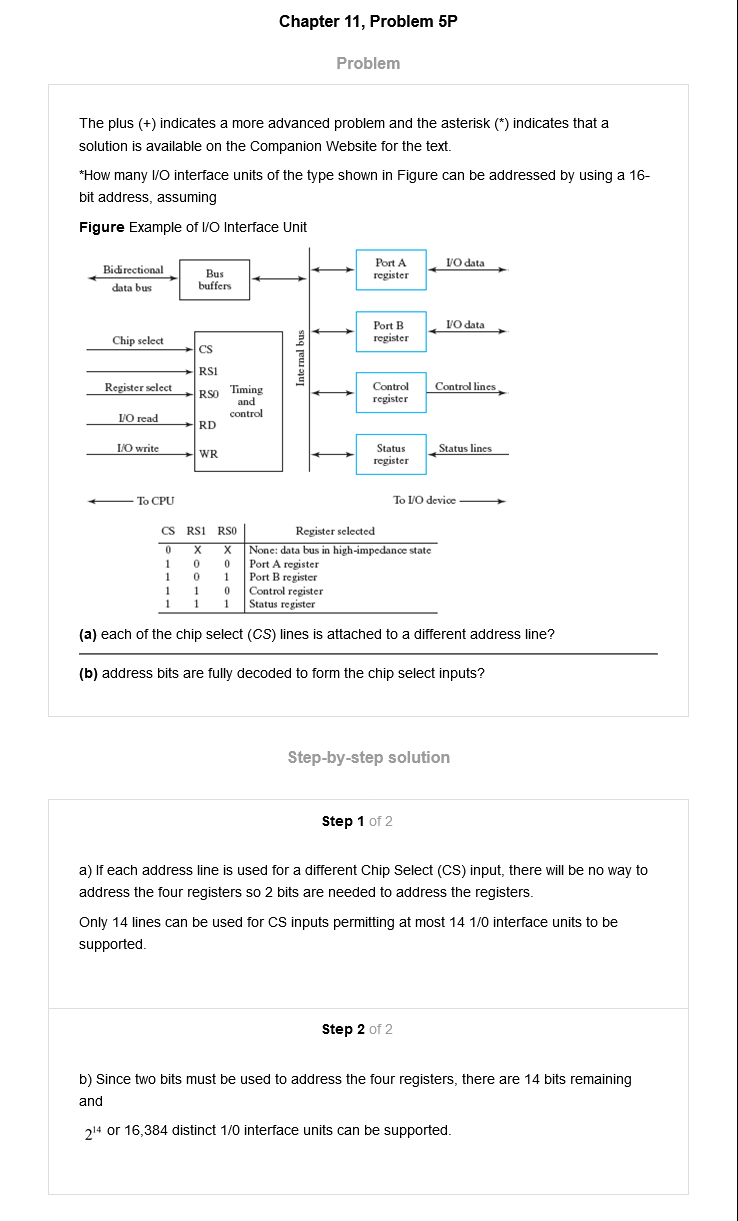 Chapter 11, Problem 5P
Problem
The plus (+) indicates a more advanced problem and the asterisk (*) indicates that a
solution is available on the Companion Website for the text.
*How many I/O interface units of the type shown in Figure can be addressed by using a 16-
bit address, assuming
Figure Example of I/O Interface Unit
Bidirectional
data bus
Bus
buffers
Port A
register
I/O data
Port B
register
I/O data
Chip select
CS
RS1
Register select
RS0
Timing
and
control
I/O read
RD
I/O write
WR
Internal bus
Control
register
Control lines
Status
register
Status lines
To CPU
To I/O device
CS RS1 RS0 Register selected
0 X X None: data bus in high-impedance state
1 0 0 Port A register
1 0 1 Port B register
1 1 0 Control register
1 1 1 Status register
(a) each of the chip select (CS) lines is attached to a different address line?
(b) address bits are fully decoded to form the chip select inputs?
Step-by-step solution
Step 1 of 2
a) If each address line is used for a different Chip Select (CS) input, there will be no way to
address the four registers so 2 bits are needed to address the registers.
Only 14 lines can be used for CS inputs permitting at most 14 1/0 interface units to be
supported.
Step 2 of 2
b) Since two bits must be used to address the four registers, there are 14 bits remaining
and
2¹⁴ or 16,384 distinct 1/0 interface units can be supported.